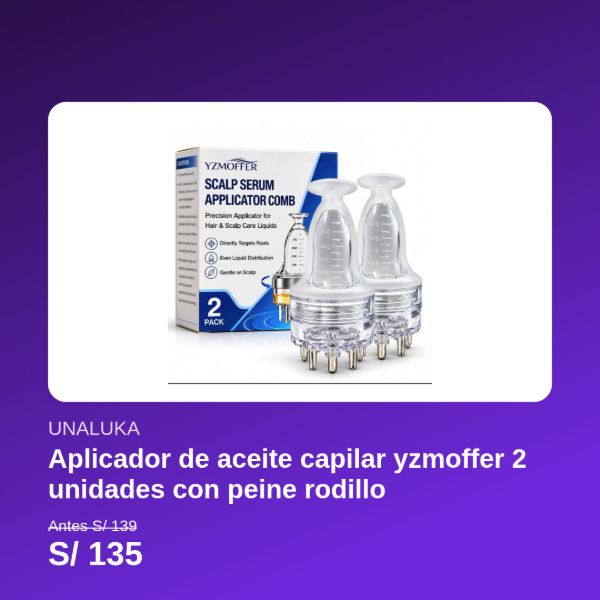 YZMOFFER
SCALP SERUM
APPLICATOR COMB
Precision Applicator for
Hair & Scalp Care Liquids
Directly Targets Roots
Even Liquid Distribution
Gentle on Scalp
2
PACK
UNALUKA
Aplicador de aceite capilar yzmoffer 2
unidades con peine rodillo
Antes S/ 139
S/ 135